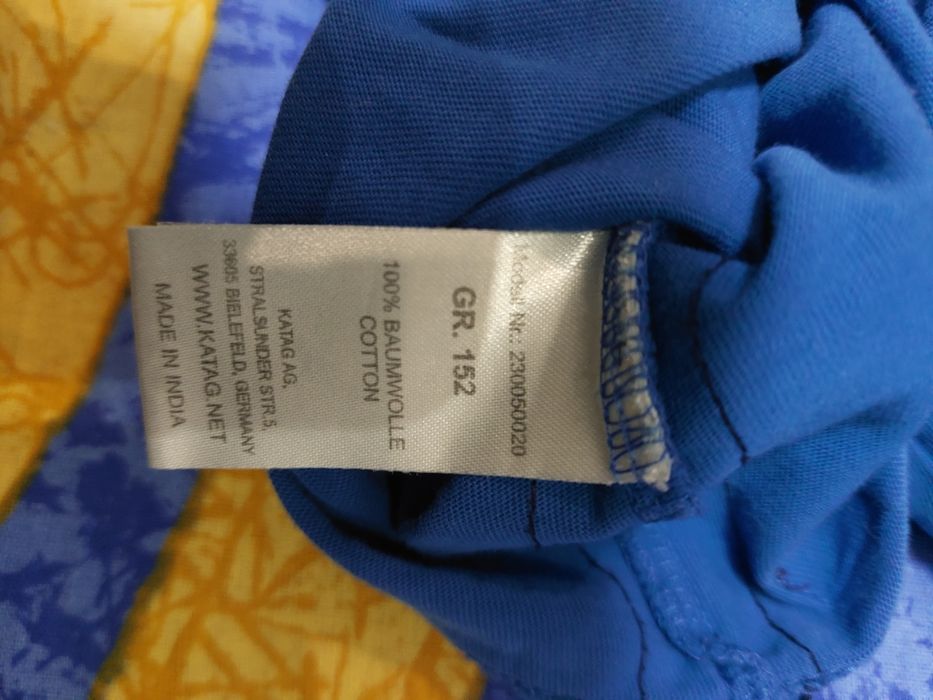 Modell Nr.: 230050020
GR. 152
100% BAUMWOLLE
COTTON
KATAG AG,
STRALSUNDER STR.5,
33605 BIELEFELD, GERMANY
WWW.KATAG.NET
MADE IN INDIA